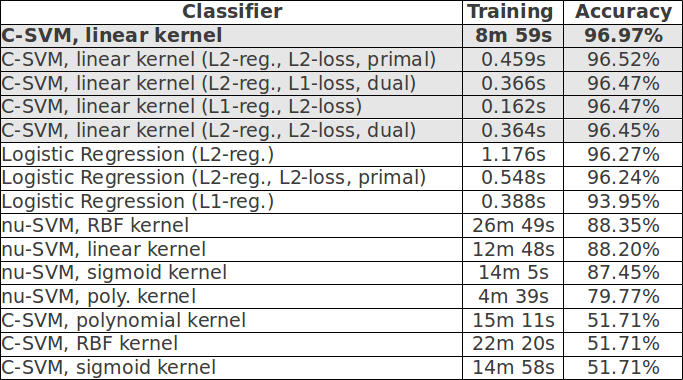 Classifier Training Accuracy
C-SVM, linear kernel 8m 59s 96.97%
C-SVM, linear kernel (L2-reg., L2-loss, primal) 0.459s 96.52%
C-SVM, linear kernel (L2-reg., L1-loss, dual) 0.366s 96.47%
C-SVM, linear kernel (L1-reg., L2-loss) 0.162s 96.47%
C-SVM, linear kernel (L2-reg., L2-loss, dual) 0.364s 96.45%
Logistic Regression (L2-reg.) 1.176s 96.27%
Logistic Regression (L2-reg., L2-loss, primal) 0.548s 96.24%
Logistic Regression (L1-reg.) 0.388s 93.95%
nu-SVM, RBF kernel 26m 49s 88.35%
nu-SVM, linear kernel 12m 48s 88.20%
nu-SVM, sigmoid kernel 14m 5s 87.45%
nu-SVM, poly. kernel 4m 39s 79.77%
C-SVM, polynomial kernel 15m 11s 51.71%
C-SVM, RBF kernel 22m 20s 51.71%
C-SVM, sigmoid kernel 14m 58s 51.71%